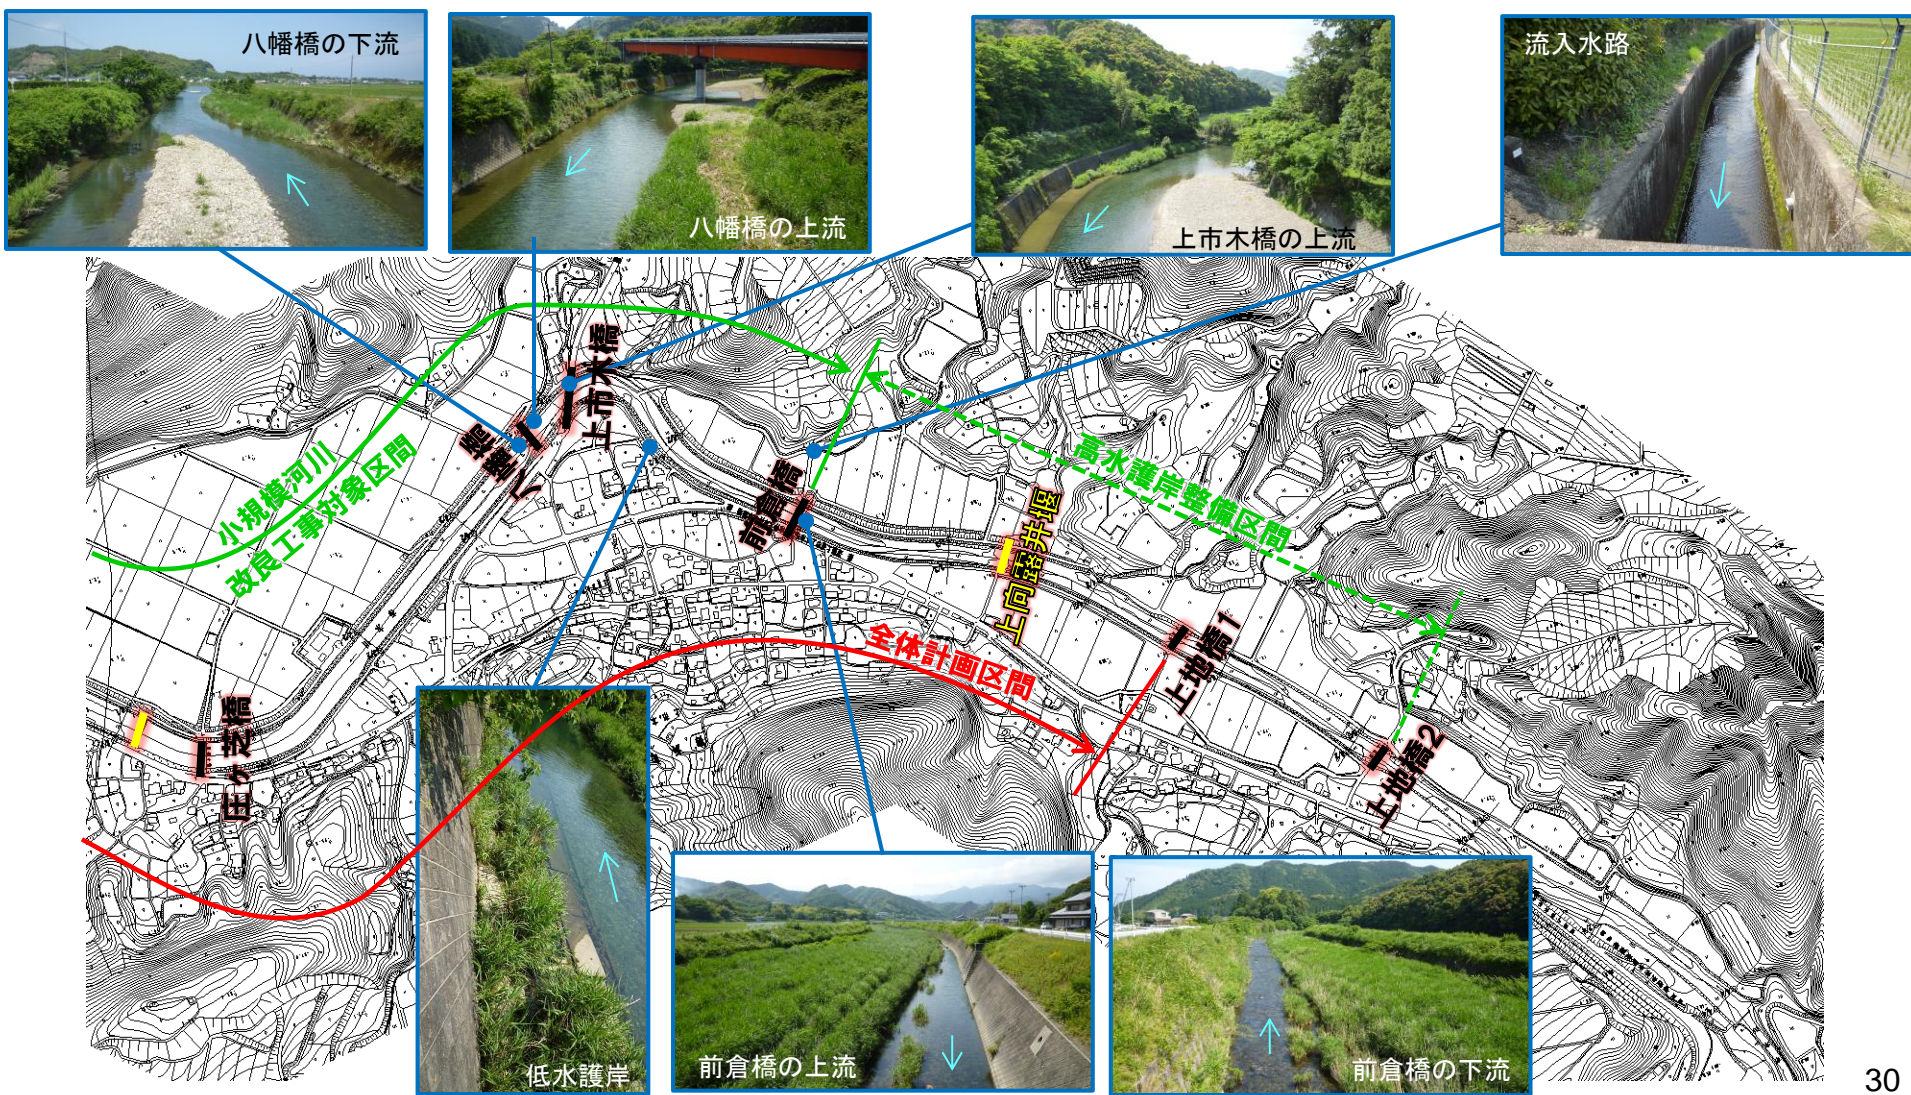 八幡橋の下流
八幡橋の上流
上市木橋の上流
流入水路
上市木橋
八幡橋
小規模河川
改良工事対象区間
前倉橋
高水護岸整備区間
上向露井堰
全体計画区間
上地橋1
上地橋2
庄ヶ芝橋
低水護岸
前倉橋の上流
前倉橋の下流
30